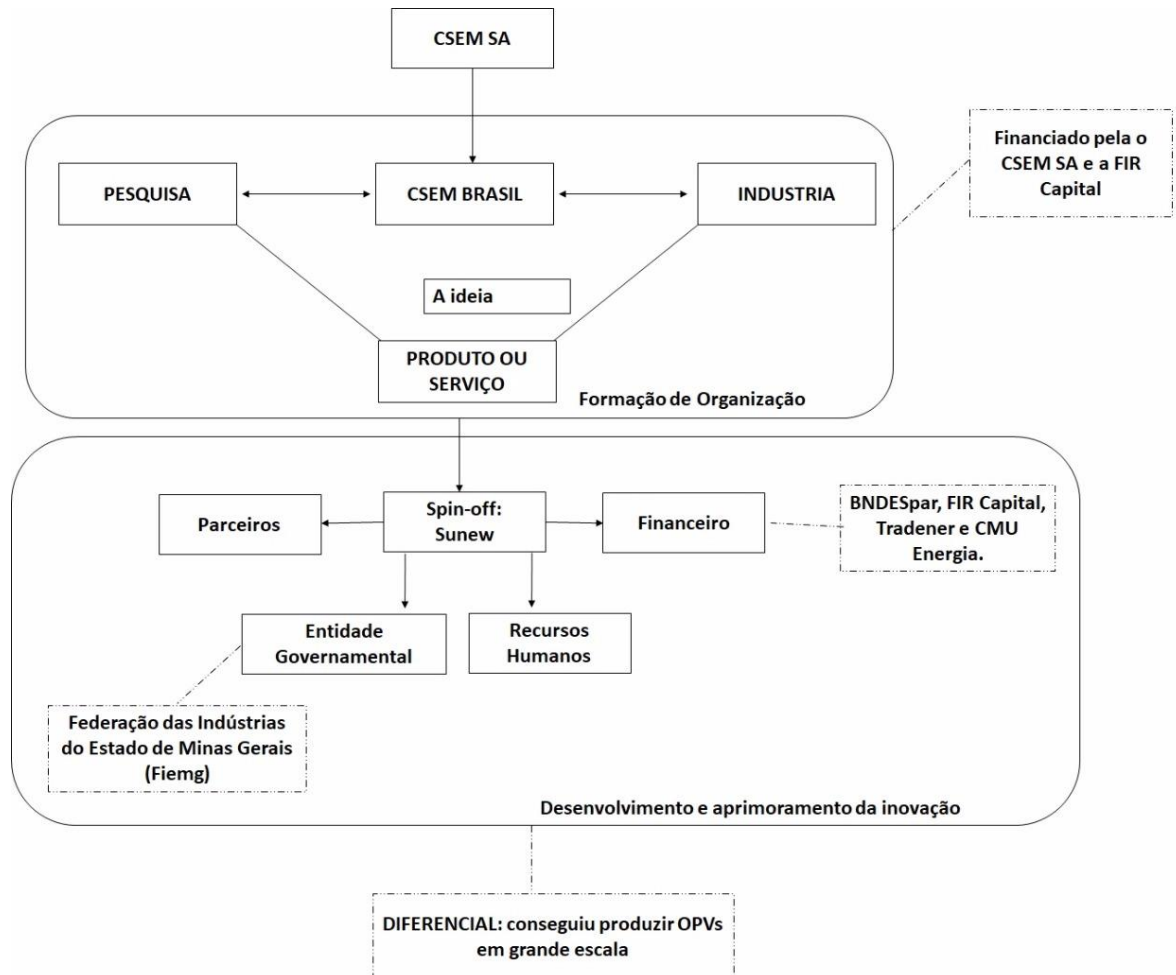 CSEM SA
Financiado pela o
CSEM SA e a FIR
Capital
PESQUISA
CSEM BRASIL
INDUSTRIA
A ideia
PRODUTO OU
SERVIÇO
Formação de Organização
Parceiros
Spin-off:
Sunew
Financeiro
BNDESpar, FIR Capital,
Tradener e CMU
Energia.
Entidade
Governamental
Recursos
Humanos
Federação das Indústrias
do Estado de Minas Gerais
(Fiemg)
Desenvolvimento e aprimoramento da inovação
DIFERENCIAL: conseguiu produzir OPVs
em grande escala